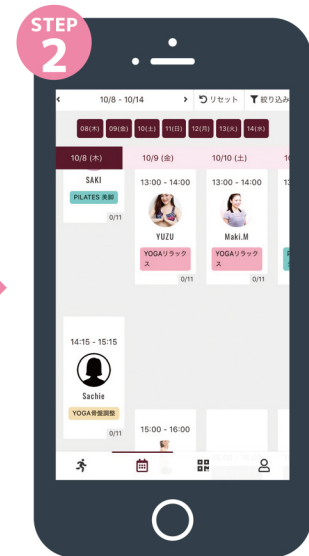 STEP
2
10/8 - 10/14
リセット
絞り込み
08(木) 09(金) 10(土) 11(日) 12(月) 13(火) 14(水)
10/8 (木)
10/9 (金)
10/10 (土)
SAKI
PILATES 美脚
0/11
13:00 - 14:00
YUZU
YOGAリラック
ス
0/11
13:00 - 14:00
Maki.M
YOGAリラック
ス
0/11
14:15 - 15:15
Sachie
YOGA骨盤調整
0/11
15:00 - 16:00